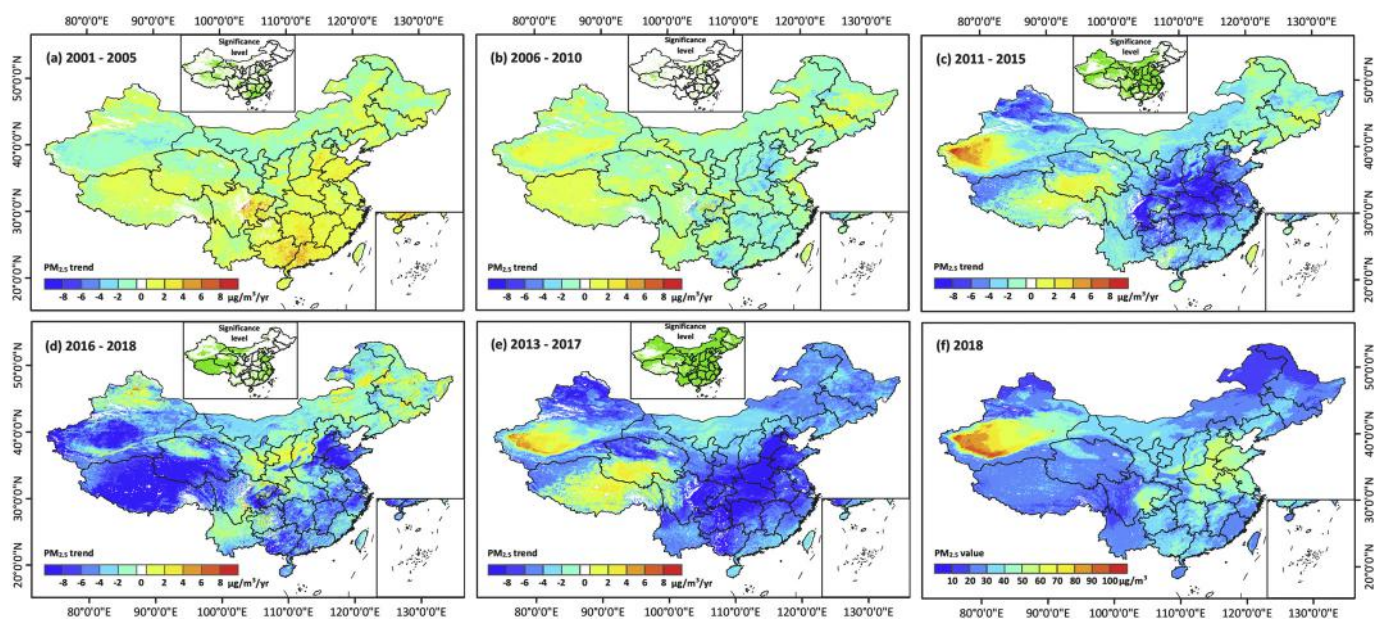 80°0'0"E 90°0'0"E 100°0'0"E 110°0'0"E 120°0'0"E 130°0'0"E
80°0'0"E 90°0'0"E 100°0'0"E 110°0'0"E 120°0'0"E 130°0'0"E
80°0'0"E 90°0'0"E 100°0'0"E 110°0'0"E 120°0'0"E 130°0'0"E
(a) 2001 - 2005
Significance
level
50°0'0"N
40°0'0"N
30°0'0"N
20°0'0"N
PM2.5 trend
-8 -6 -4 -2 0 2 4 6 8 μg/m³/yr
(b) 2006 - 2010
Significance
level
PM2.5 trend
-8 -6 -4 -2 0 2 4 6 8 μg/m³/yr
(c) 2011 - 2015
Significance
level
50°0'0"N
40°0'0"N
30°0'0"N
20°0'0"N
PM2.5 trend
-8 -6 -4 -2 0 2 4 6 8 μg/m³/yr
(d) 2016 - 2018
Significance
level
50°0'0"N
40°0'0"N
30°0'0"N
20°0'0"N
PM2.5 trend
-8 -6 -4 -2 0 2 4 6 8 μg/m³/yr
(e) 2013 - 2017
Significance
level
PM2.5 trend
-8 -6 -4 -2 0 2 4 6 8 μg/m³/yr
(f) 2018
50°0'0"N
40°0'0"N
30°0'0"N
20°0'0"N
PM2.5 value
10 20 30 40 50 60 70 80 90 100 μg/m³
80°0'0"E 90°0'0"E 100°0'0"E 110°0'0"E 120°0'0"E 130°0'0"E
80°0'0"E 90°0'0"E 100°0'0"E 110°0'0"E 120°0'0"E 130°0'0"E
80°0'0"E 90°0'0"E 100°0'0"E 110°0'0"E 120°0'0"E 130°0'0"E